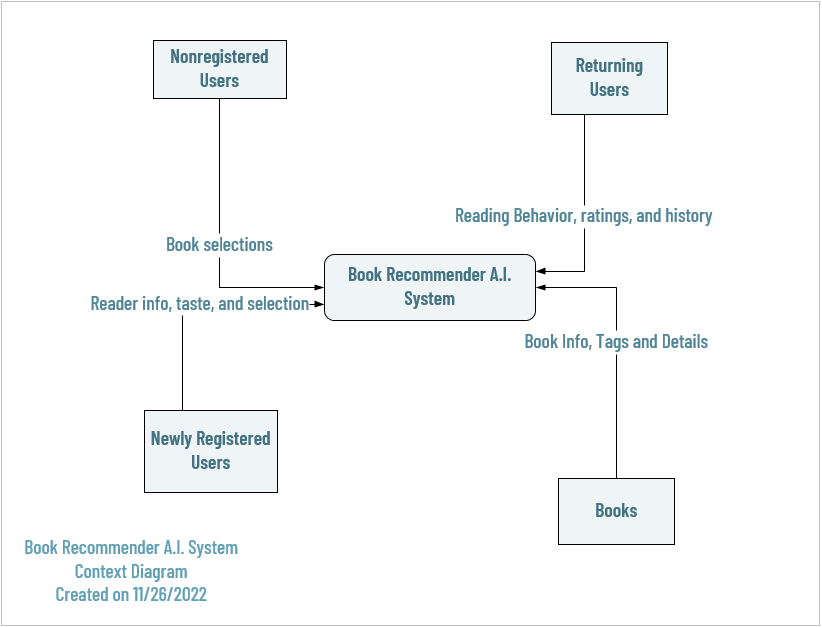 Nonregistered
Users
Returning
Users
Reading Behavior, ratings, and history
Book selections
Book Recommender A.I.
System
Reader info, taste, and selection
Book Info, Tags and Details
Newly Registered
Users
Books
Book Recommender A.I. System
Context Diagram
Created on 11/26/2022